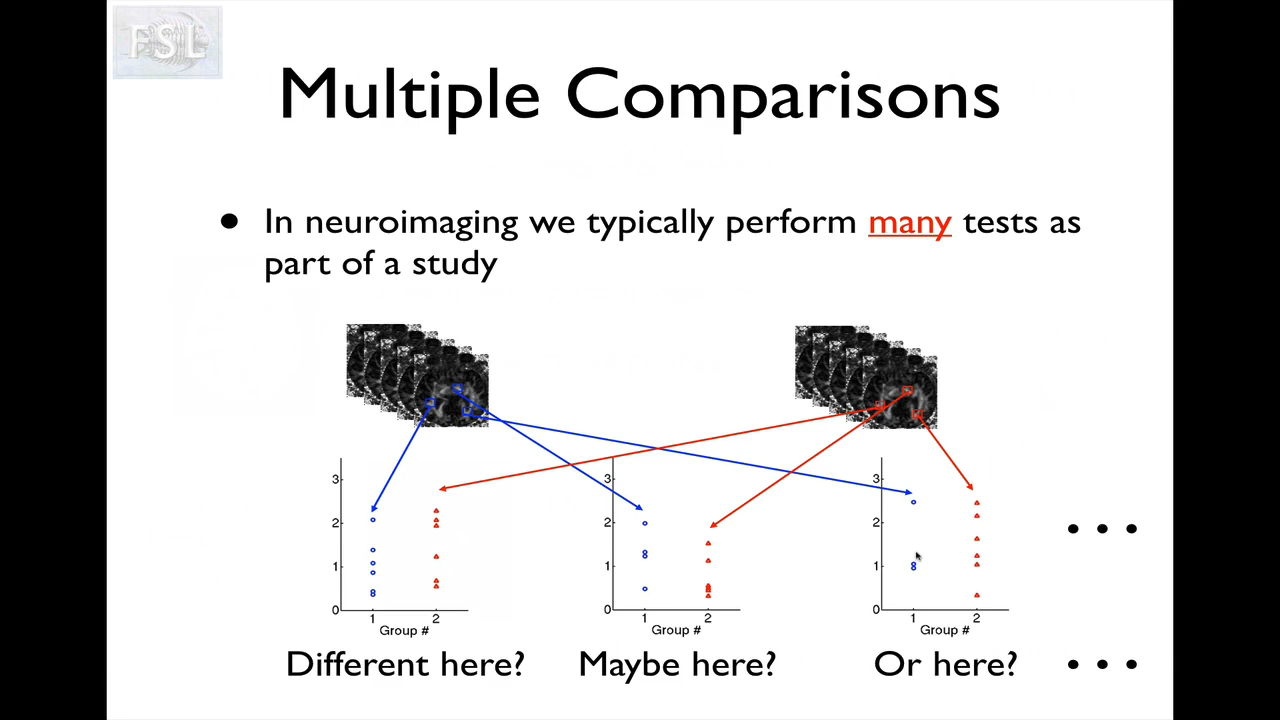 FSL
Multiple Comparisons
• In neuroimaging we typically perform many tests as
part of a study
3 3 3
2 2 2
1 1 1
0 0 0
1 2 1 2 1 2
Group # Group # Group #
• • •
Different here? Maybe here? Or here? • • •